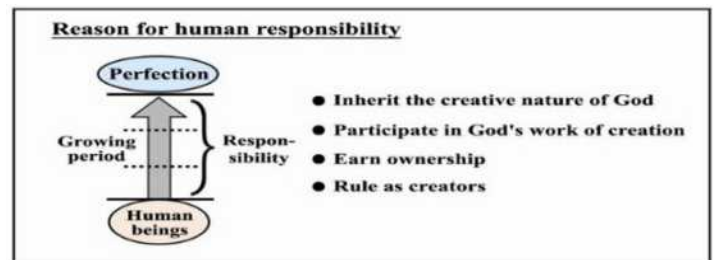 Reason for human responsibility
Perfection
Growing
period
Respon-
sibility
Human
beings
● Inherit the creative nature of God
● Participate in God's work of creation
● Earn ownership
● Rule as creators